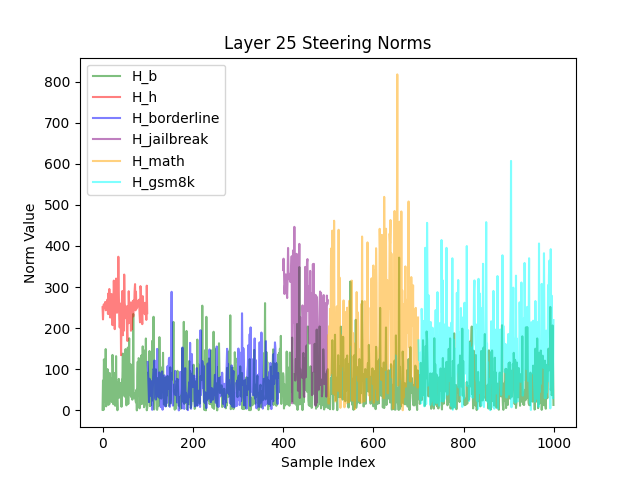 Layer 25 Steering Norms
H_b
H_h
H_borderline
H_jailbreak
H_math
H_gsm8k
Norm Value
800
700
600
500
400
300
200
100
0
0 200 400 600 800 1000
Sample Index